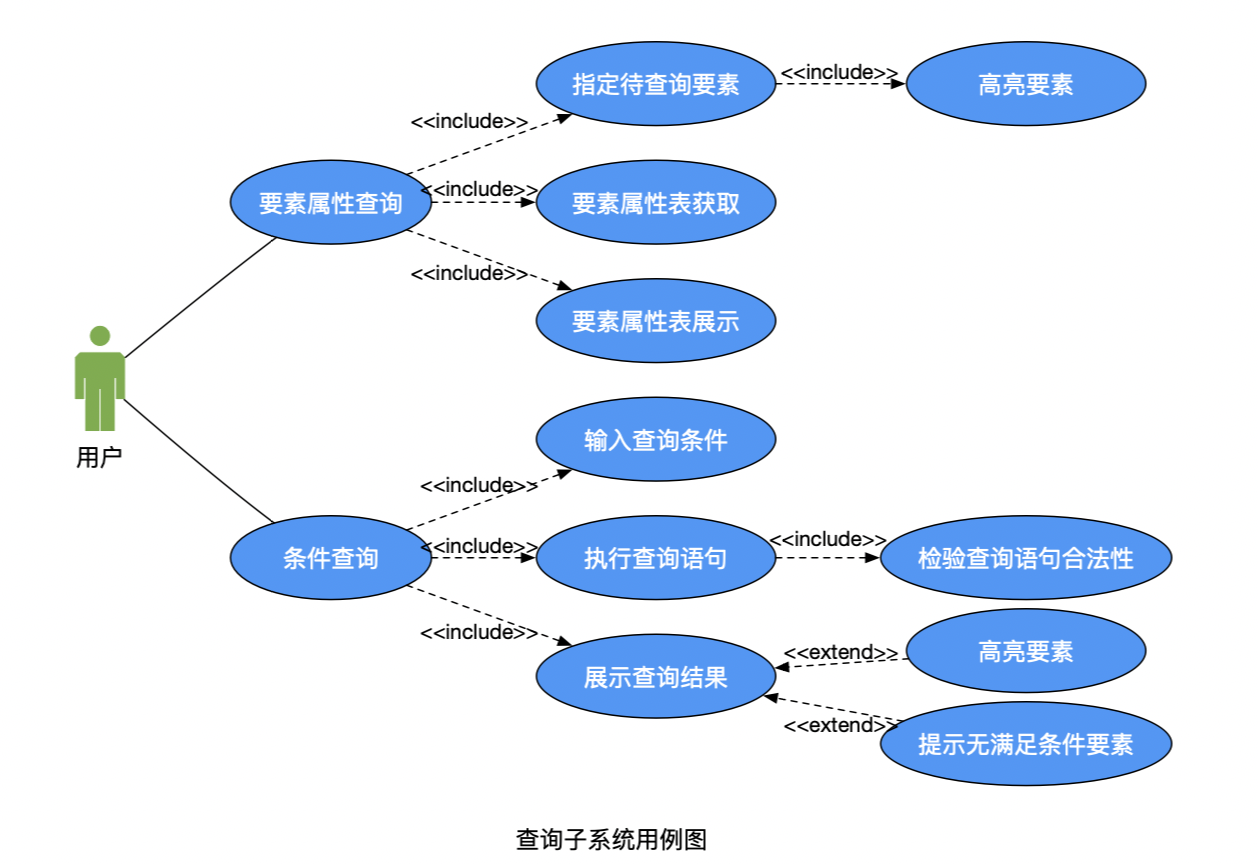 指定待查询要素
<<include>>
高亮要素
<<include>>
要素属性查询
<<include>>
要素属性表获取
<<include>>
要素属性表展示
用户
输入查询条件
<<include>>
条件查询
<<include>>
执行查询语句
<<include>>
检验查询语句合法性
<<include>>
展示查询结果
<<extend>>
高亮要素
<<extend>>
提示无满足条件要素
查询子系统用例图